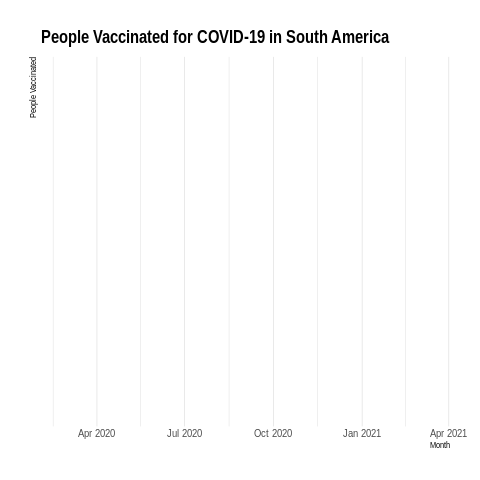 People Vaccinated for COVID-19 in South America
People Vaccinated
Apr 2020 Jul 2020 Oct 2020 Jan 2021 Apr 2021
Month